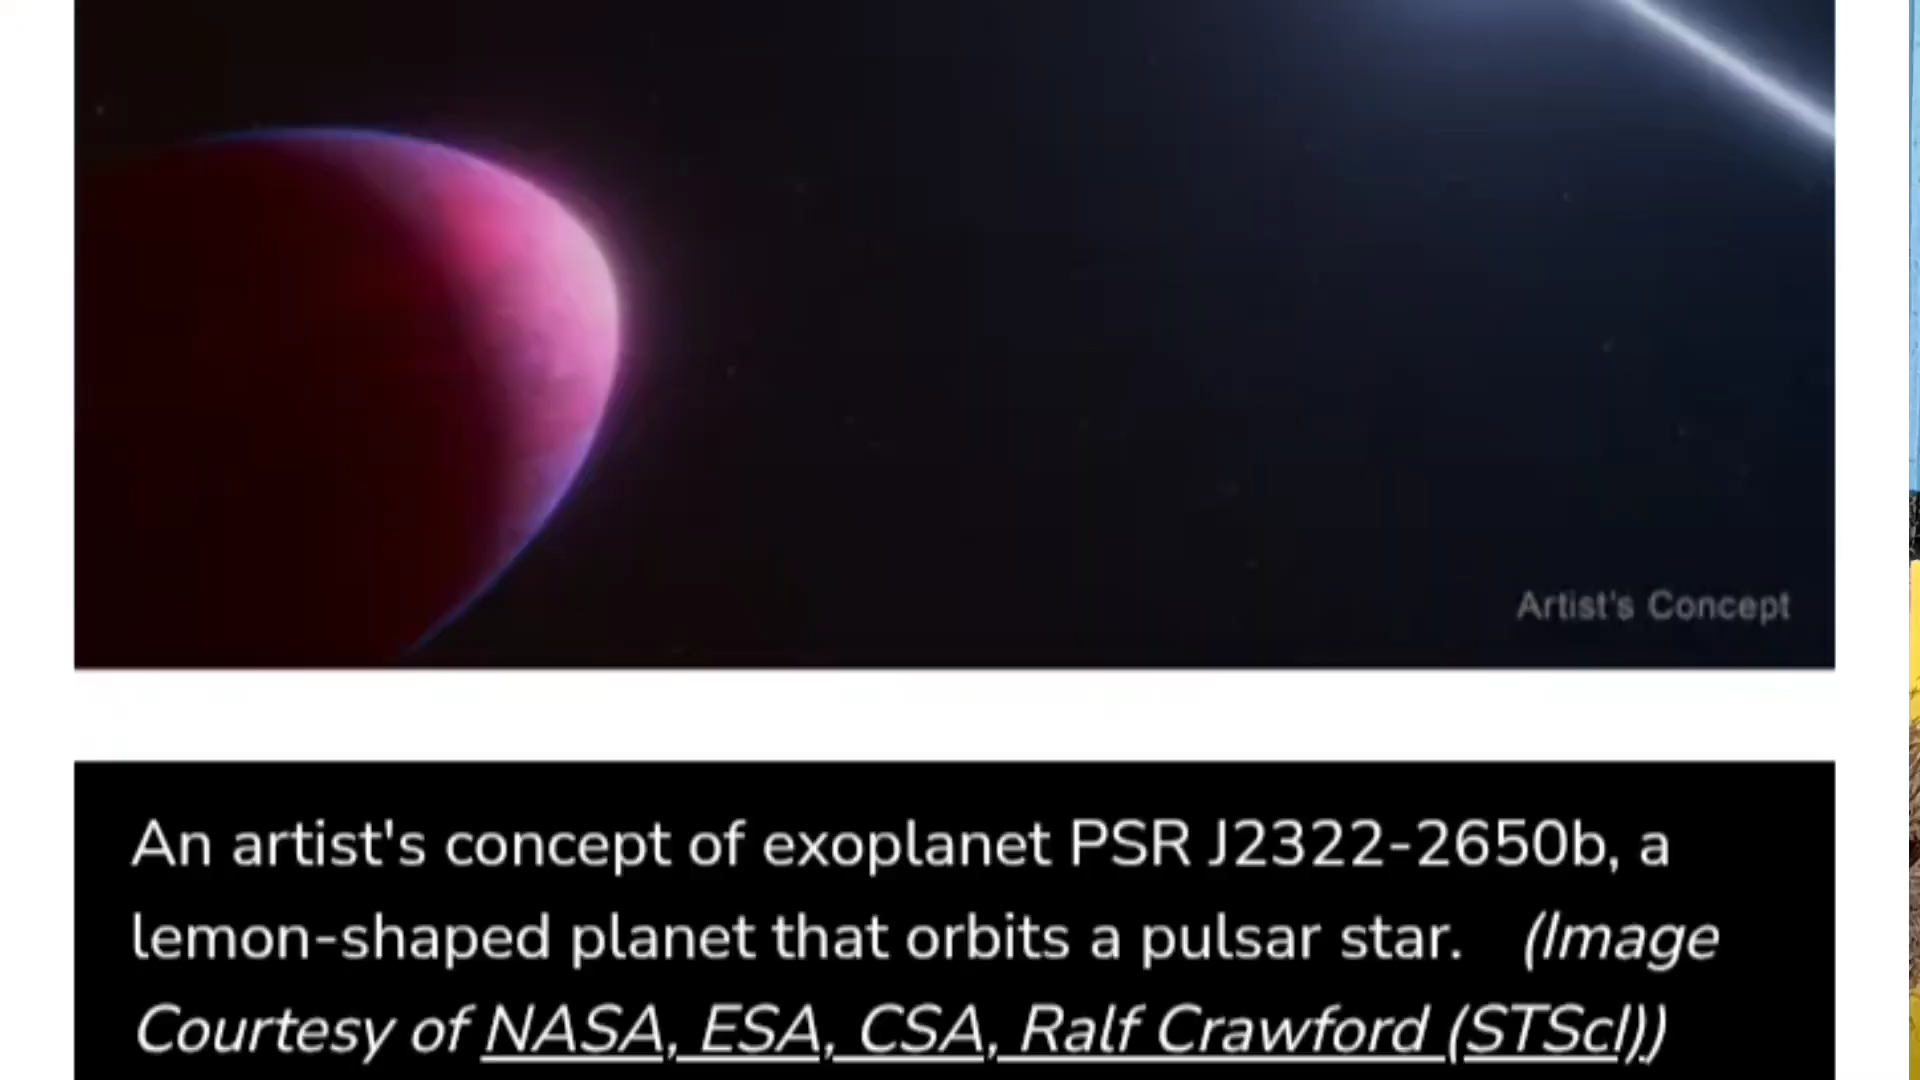 Artist's Concept
An artist's concept of exoplanet PSR J2322-2650b, a
lemon-shaped planet that orbits a pulsar star. (Image
Courtesy of NASA, ESA, CSA, Ralf Crawford (STScI))